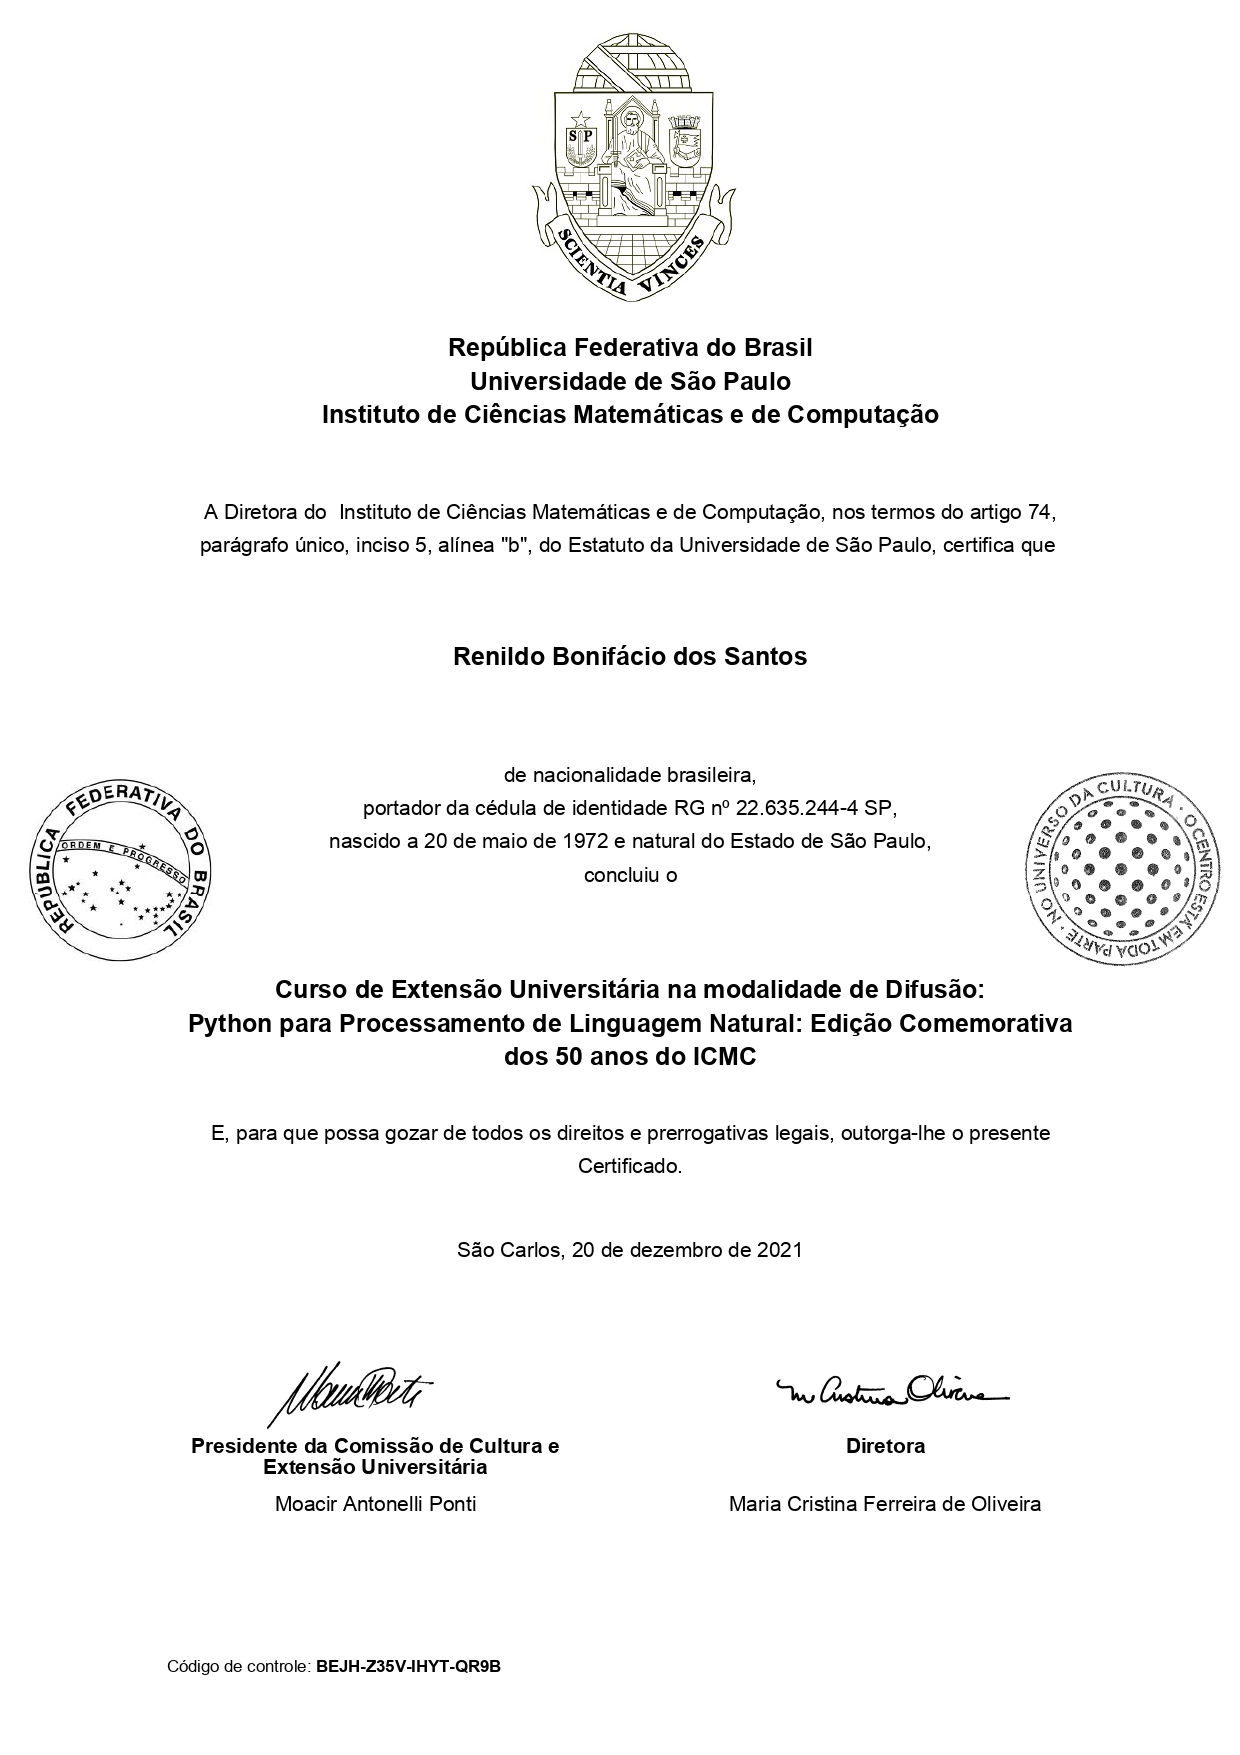 S P
SCIENTIA VINCES
República Federativa do Brasil
Universidade de São Paulo
Instituto de Ciências Matemáticas e de Computação
A Diretora do  Instituto de Ciências Matemáticas e de Computação, nos termos do artigo 74,
parágrafo único, inciso 5, alínea "b", do Estatuto da Universidade de São Paulo, certifica que
Renildo Bonifácio dos Santos
de nacionalidade brasileira,
portador da cédula de identidade RG nº 22.635.244-4 SP,
nascido a 20 de maio de 1972 e natural do Estado de São Paulo,
concluiu o
REPUBLICA FEDERATIVA DO BRASIL
ORDEM E PROGRESSO
NO UNIVERSO DA CULTURA · O CENTRO ESTA EM TODA PARTE ·
Curso de Extensão Universitária na modalidade de Difusão:
Python para Processamento de Linguagem Natural: Edição Comemorativa
dos 50 anos do ICMC
E, para que possa gozar de todos os direitos e prerrogativas legais, outorga-lhe o presente
Certificado.
São Carlos, 20 de dezembro de 2021
M Cristina Oliveira
Presidente da Comissão de Cultura e
Extensão Universitária
Moacir Antonelli Ponti
Diretora
Maria Cristina Ferreira de Oliveira
Código de controle: BEJH-Z35V-IHYT-QR9B